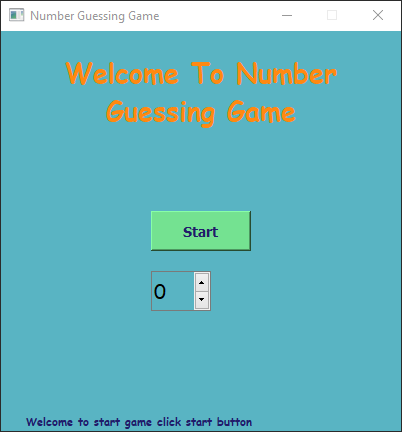 Number Guessing Game
Welcome To Number
Guessing Game
Start
0
Welcome to start game click start button